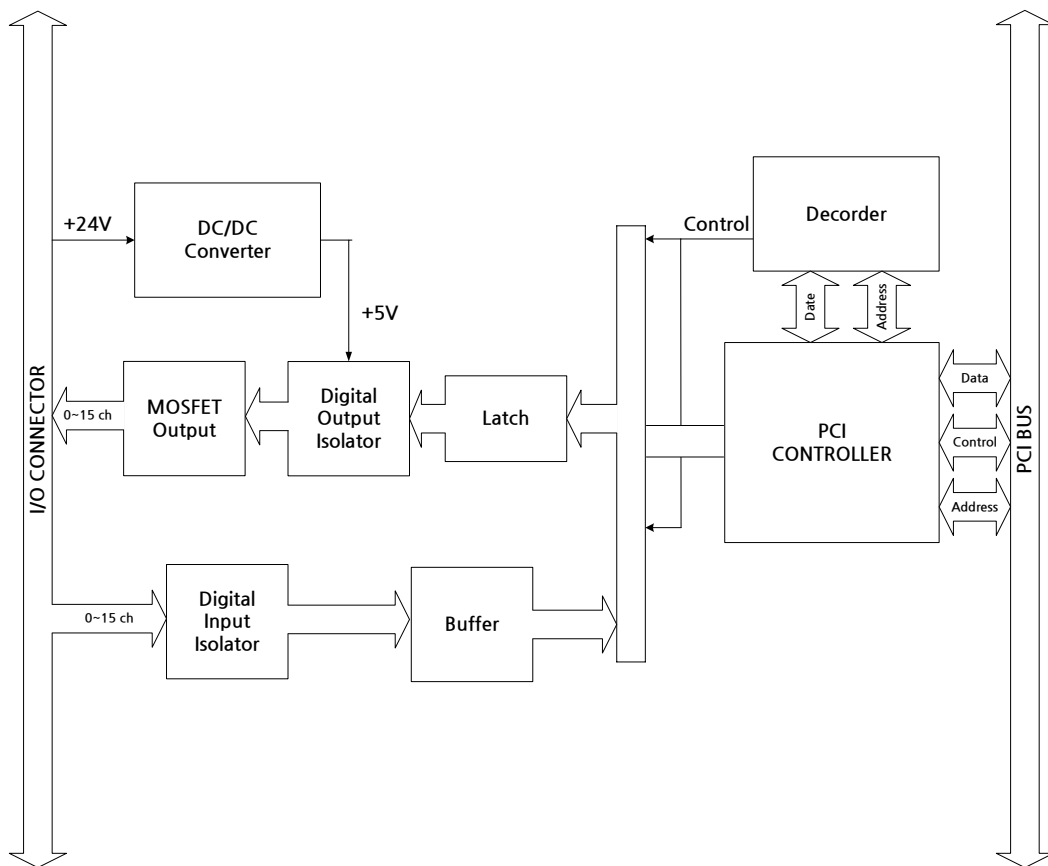 +24V
DC/DC
Converter
+5V
Control
Decorder
Date
Address
I/O CONNECTOR
0~15 ch
MOSFET
Output
Digital
Output
Isolator
Latch
PCI
CONTROLLER
Data
Control
Address
PCI BUS
0~15 ch
Digital
Input
Isolator
Buffer